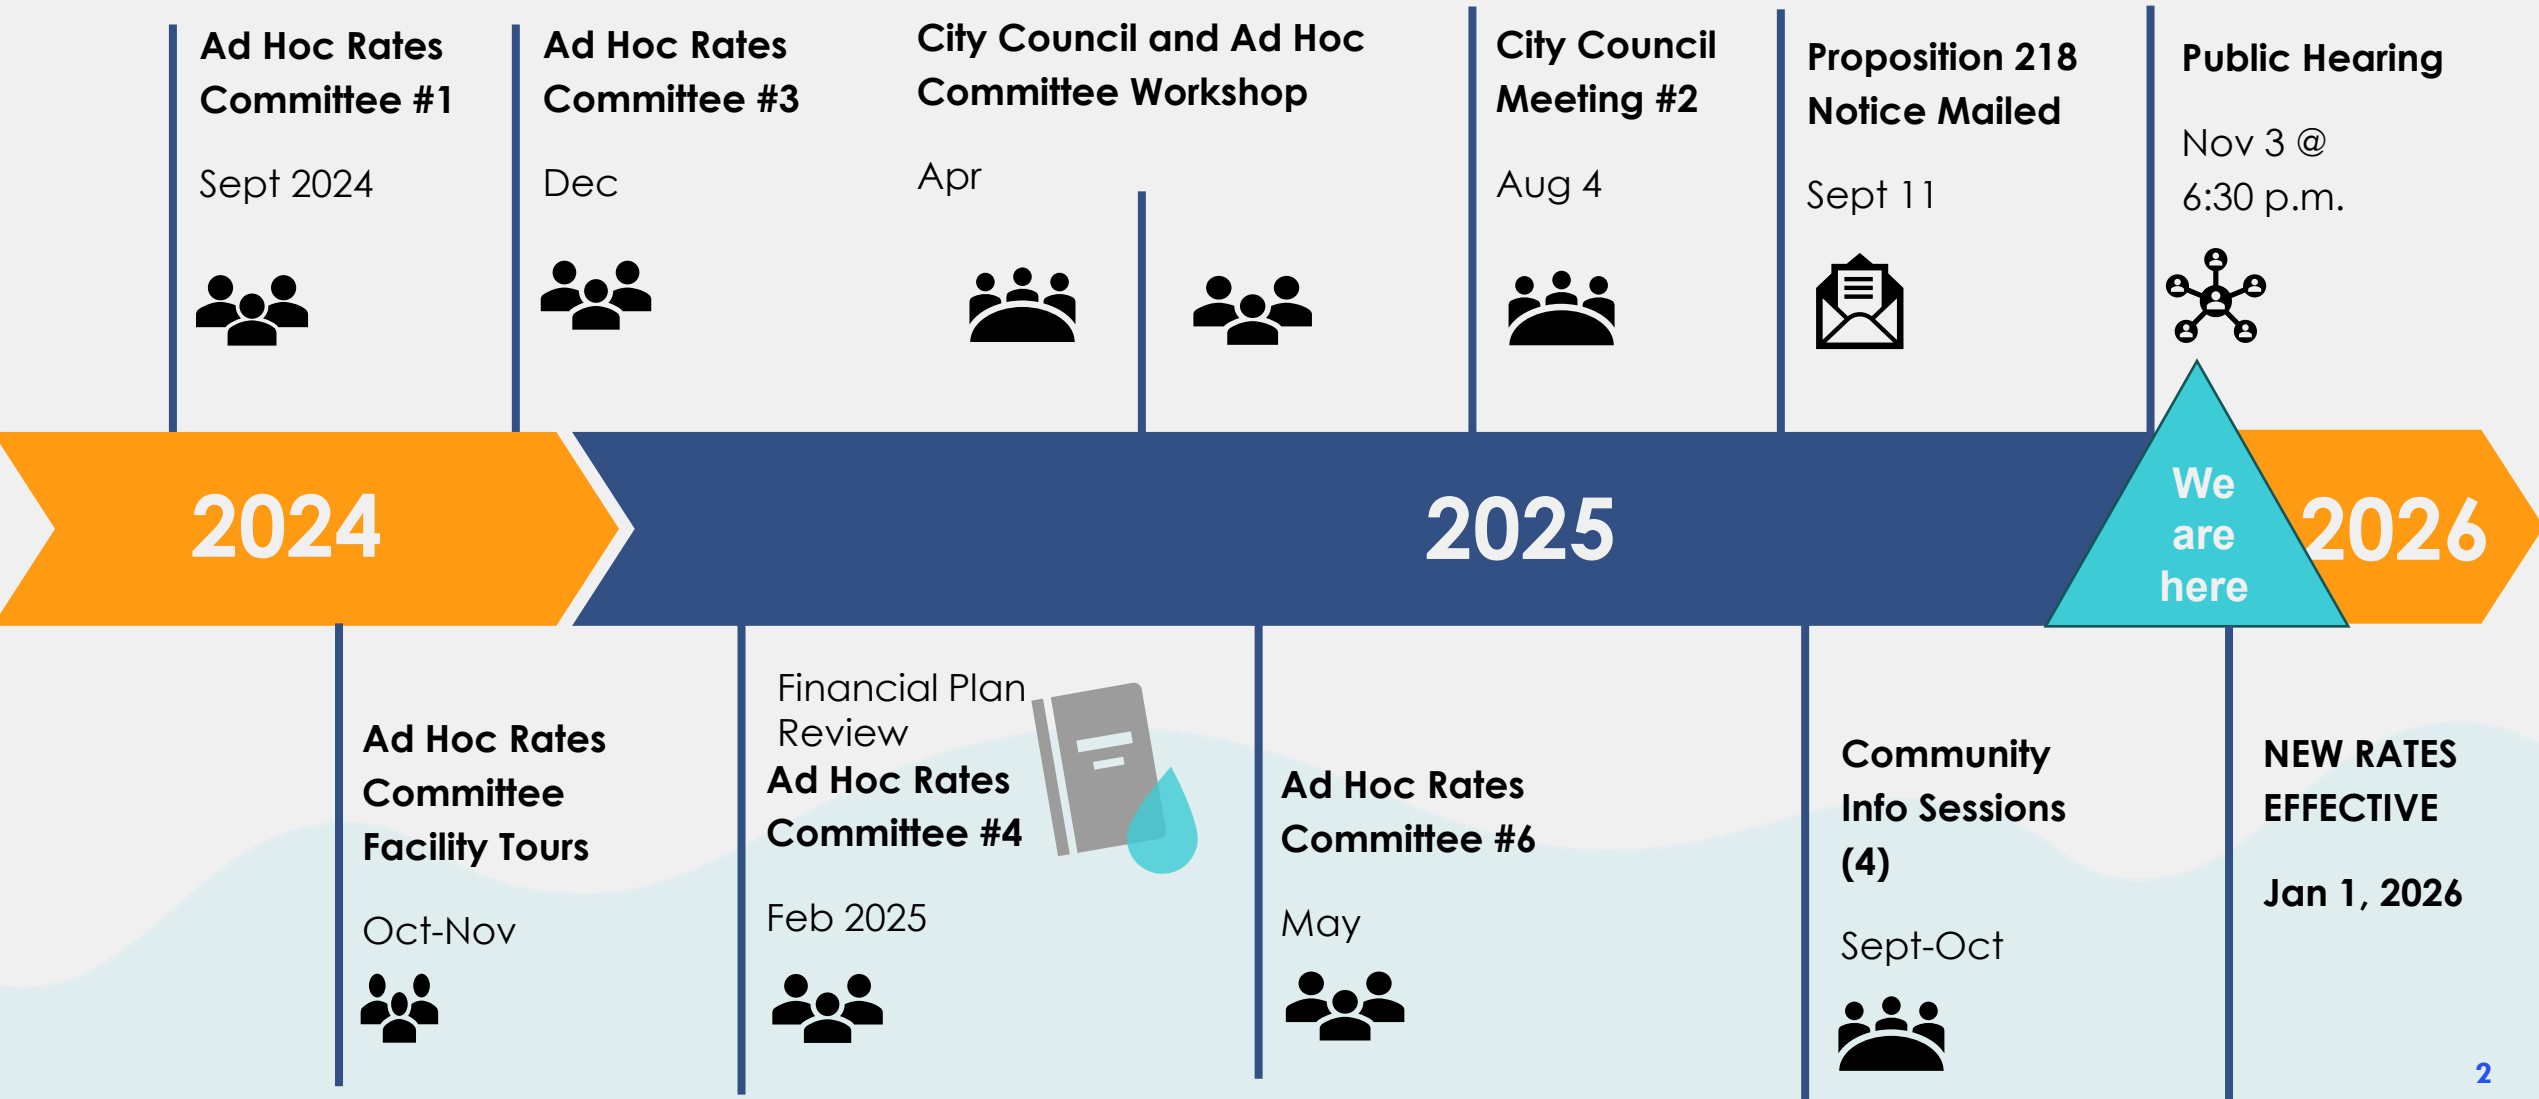 Ad Hoc Rates
Committee #1
Sept 2024
Ad Hoc Rates
Committee #3
Dec
City Council and Ad Hoc
Committee Workshop
Apr
City Council
Meeting #2
Aug 4
Proposition 218
Notice Mailed
Sept 11
Public Hearing
Nov 3 @
6:30 p.m.
2024
2025
We
are
here
2026
Ad Hoc Rates
Committee
Facility Tours
Oct-Nov
Financial Plan
Review
Ad Hoc Rates
Committee #4
Feb 2025
Ad Hoc Rates
Committee #6
May
Community
Info Sessions
(4)
Sept-Oct
NEW RATES
EFFECTIVE
Jan 1, 2026
2